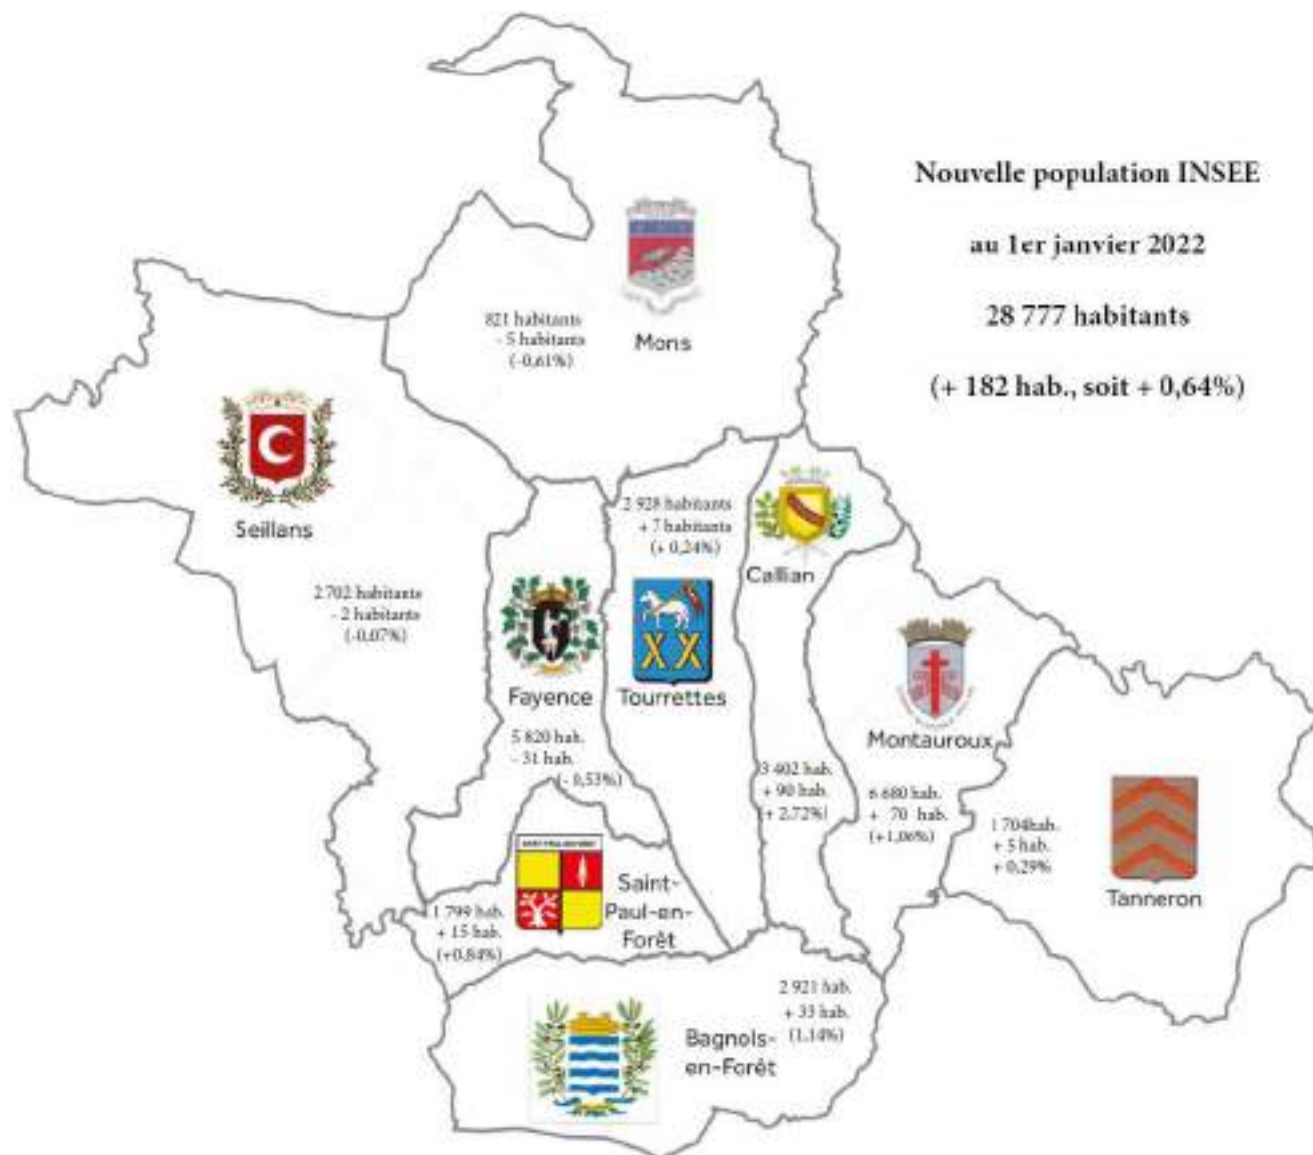 Nouvelle population INSEE
au 1er janvier 2022
28 777 habitants
(+ 182 hab., soit + 0,64%)
821 habitants
- 5 habitants
(-0,61%)
Mons
Seillans
2 702 habitants
- 2 habitants
(-0,07%)
2 928 habitants
+ 7 habitants
(+ 0,24%)
Tourrettes
Callian
3 402 hab.
+ 90 hab.
(+ 2,72%)
Fayence
5 820 hab.
- 31 hab.
(- 0,53%)
Montauroux
6 680 hab.
+ 70 hab.
(+1,06%)
1 704hab.
+ 5 hab.
+ 0,29%
Tanneron
Saint-
Paul-en-
Forêt
1 799 hab.
+ 15 hab.
(+0,84%)
2 921 hab.
+ 33 hab.
(1,14%)
Bagnols-
en-Forêt